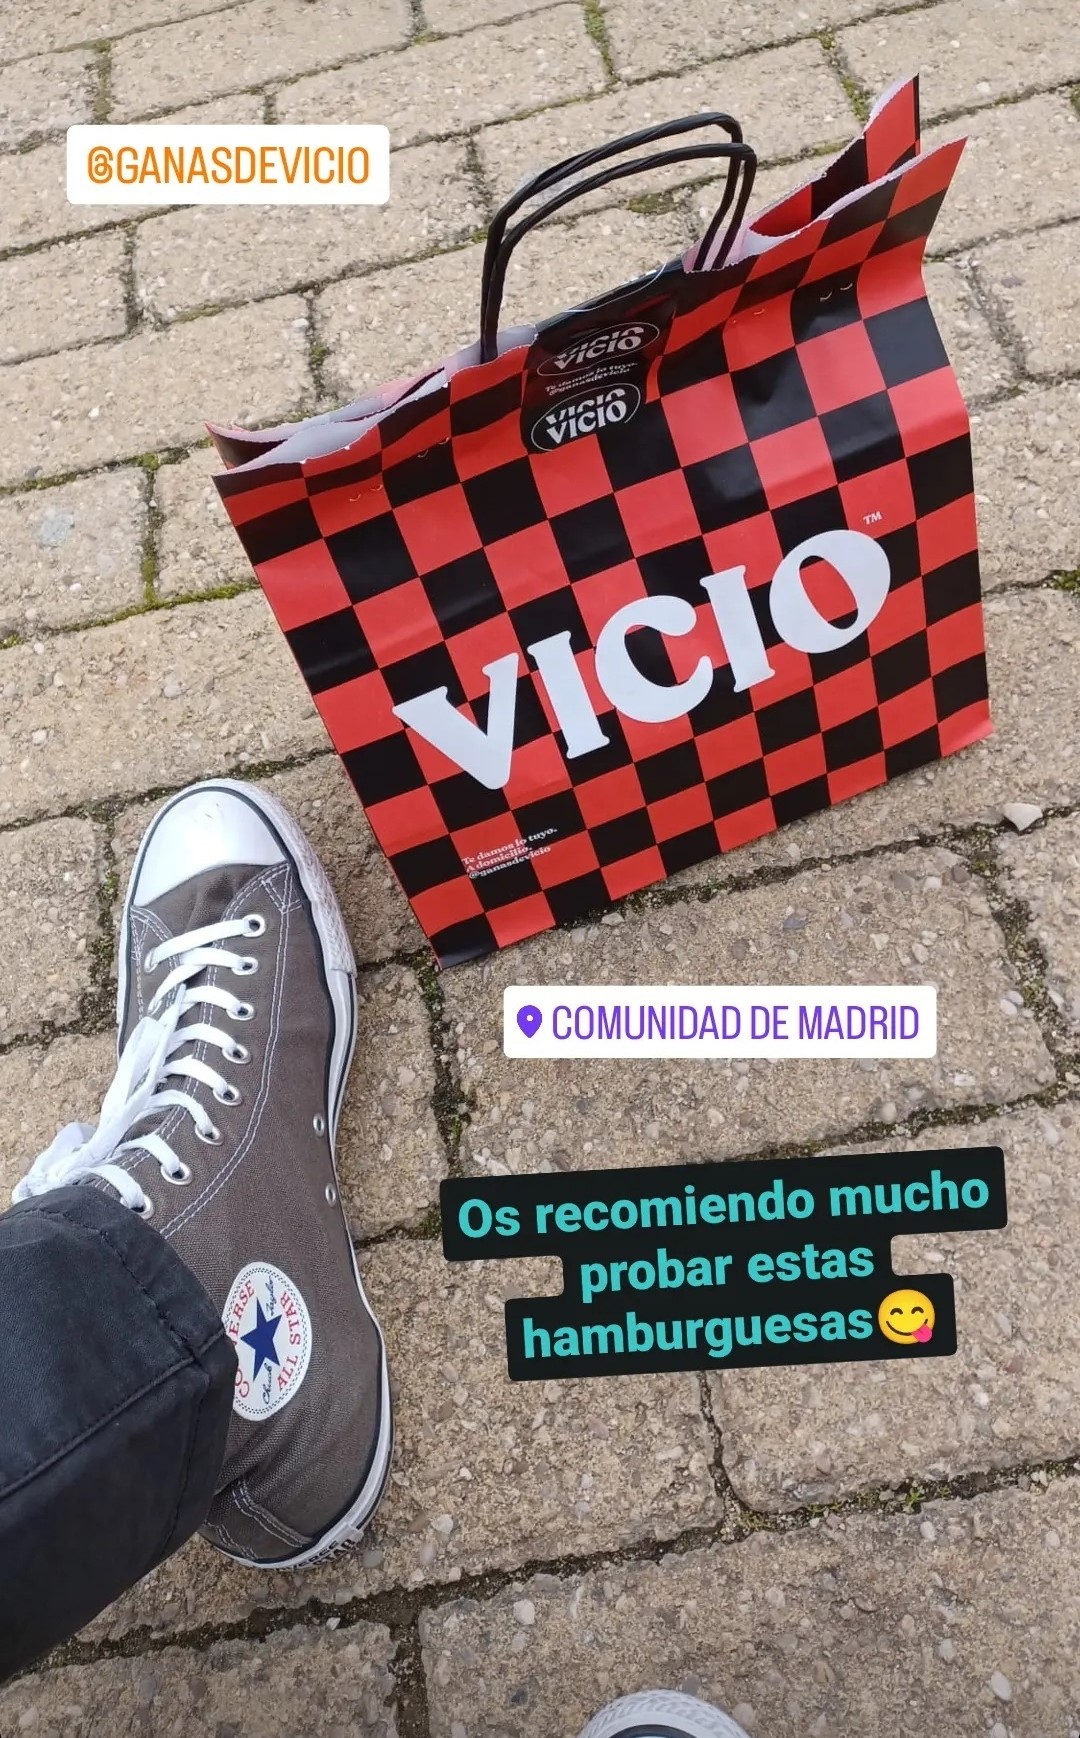 @GANASDEVICIO
VICIO
VICIO
Te damos lo tuyo.
@ganasdevicio
VICIO
VICIO
VICIO™
Te damos lo tuyo.
A domicilio.
@ganasdevicio
COMUNIDAD DE MADRID
Os recomiendo mucho
probar estas
hamburguesas😋
CONVERSE
ALL STAR
Chuck
Taylor